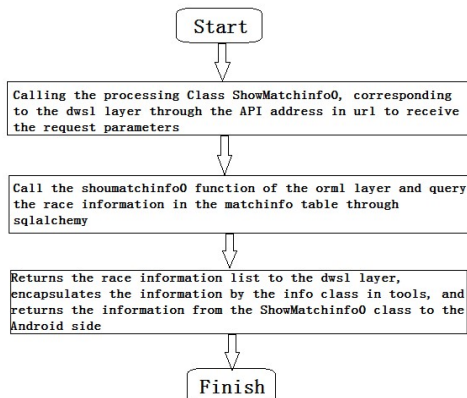 Start
Calling the processing Class ShowMatchinfo0, corresponding
to the dwsl layer through the API address in url to receive
the request parameters
Call the shoumatchinfo0 function of the orml layer and query
the race information in the matchinfo table through
sqlalchemy
Returns the race information list to the dwsl layer,
encapsulates the information by the info class in tools, and
returns the information from the ShowMatchinfo0 class to the
Android side
Finish